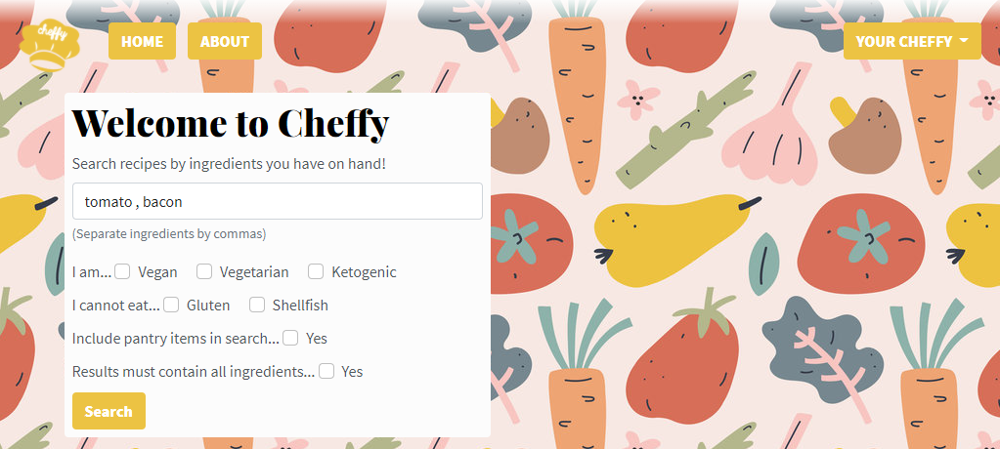 cheffy
HOME
ABOUT
YOUR CHEFFY
Welcome to Cheffy
Search recipes by ingredients you have on hand!
tomato , bacon
(Separate ingredients by commas)
I am... Vegan Vegetarian Ketogenic
I cannot eat... Gluten Shellfish
Include pantry items in search... Yes
Results must contain all ingredients... Yes
Search